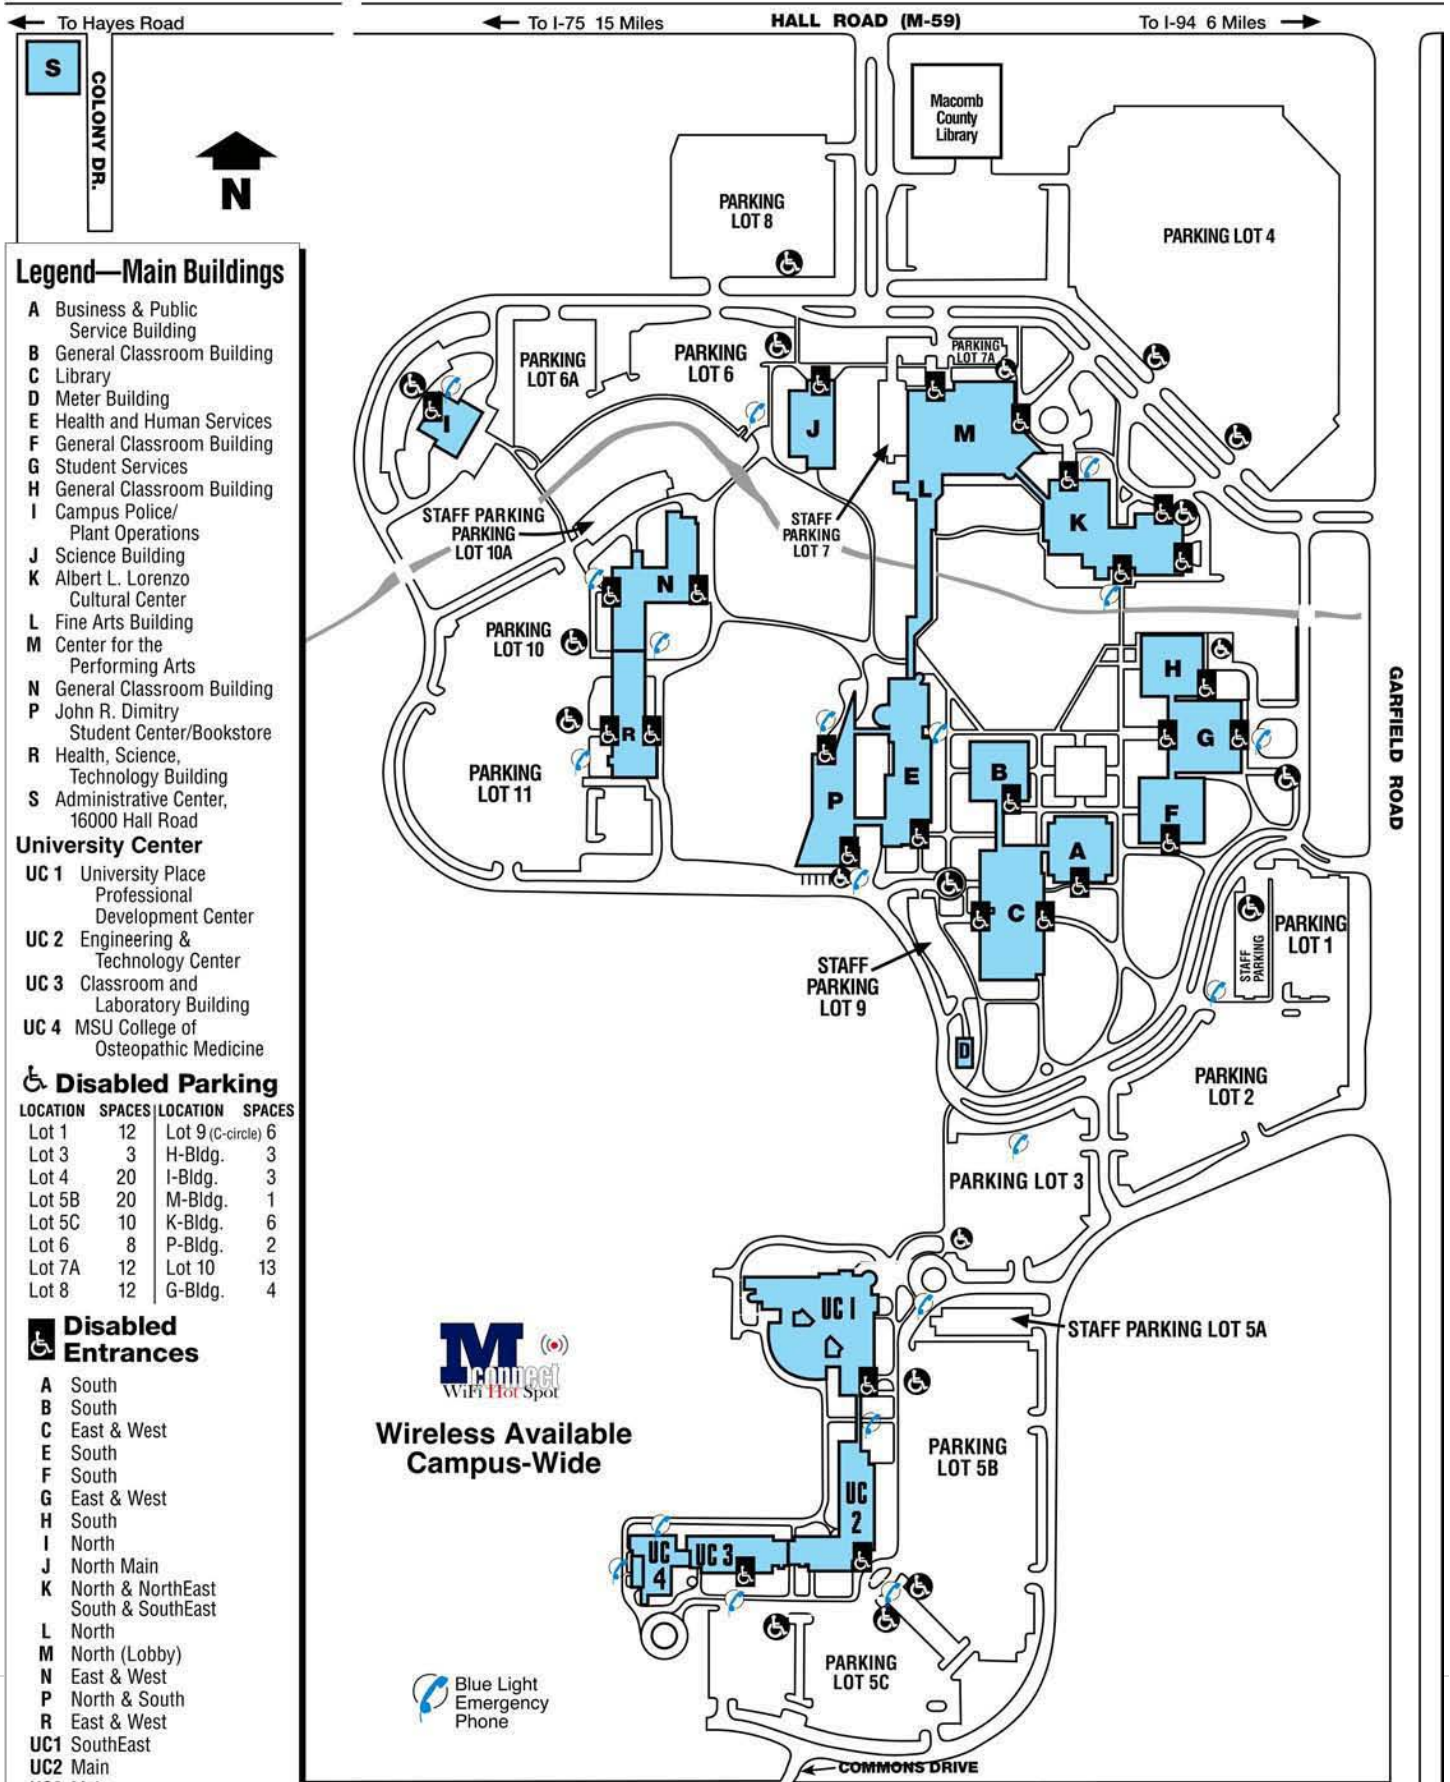 To Hayes Road
To I-75 15 Miles
HALL ROAD (M-59)
To I-94 6 Miles
S
COLONY DR.
N
Macomb
County
Library
PARKING
LOT 8
PARKING LOT 4
Legend—Main Buildings
A Business & Public
Service Building
B General Classroom Building
C Library
D Meter Building
E Health and Human Services
F General Classroom Building
G Student Services
H General Classroom Building
I Campus Police/
Plant Operations
J Science Building
K Albert L. Lorenzo
Cultural Center
L Fine Arts Building
M Center for the
Performing Arts
N General Classroom Building
P John R. Dimitry
Student Center/Bookstore
R Health, Science,
Technology Building
S Administrative Center,
16000 Hall Road
University Center
UC 1 University Place
Professional
Development Center
UC 2 Engineering &
Technology Center
UC 3 Classroom and
Laboratory Building
UC 4 MSU College of
Osteopathic Medicine
Disabled Parking
LOCATION SPACES LOCATION SPACES
Lot 1 12 Lot 9 (C-circle) 6
Lot 3 3 H-Bldg. 3
Lot 4 20 I-Bldg. 3
Lot 5B 20 M-Bldg. 1
Lot 5C 10 K-Bldg. 6
Lot 6 8 P-Bldg. 2
Lot 7A 12 Lot 10 13
Lot 8 12 G-Bldg. 4
Disabled
Entrances
A South
B South
C East & West
E South
F South
G East & West
H South
I North
J North Main
K North & NorthEast
South & SouthEast
L North
M North (Lobby)
N East & West
P North & South
R East & West
UC1 SouthEast
UC2 Main
PARKING
LOT 6A
PARKING
LOT 6
PARKING
LOT 7A
I
J
M
L
K
STAFF PARKING
PARKING
LOT 10A
STAFF
PARKING
LOT 7
N
PARKING
LOT 10
H
GARFIELD ROAD
R
G
PARKING
LOT 11
P
E
B
F
A
C
STAFF
PARKING
PARKING
LOT 1
STAFF
PARKING
LOT 9
D
PARKING
LOT 2
PARKING LOT 3
UC 1
STAFF PARKING LOT 5A
M
connect
WiFi Hot Spot
Wireless Available
Campus-Wide
PARKING
LOT 5B
UC
2
UC
4
UC 3
PARKING
LOT 5C
Blue Light
Emergency
Phone
COMMONS DRIVE